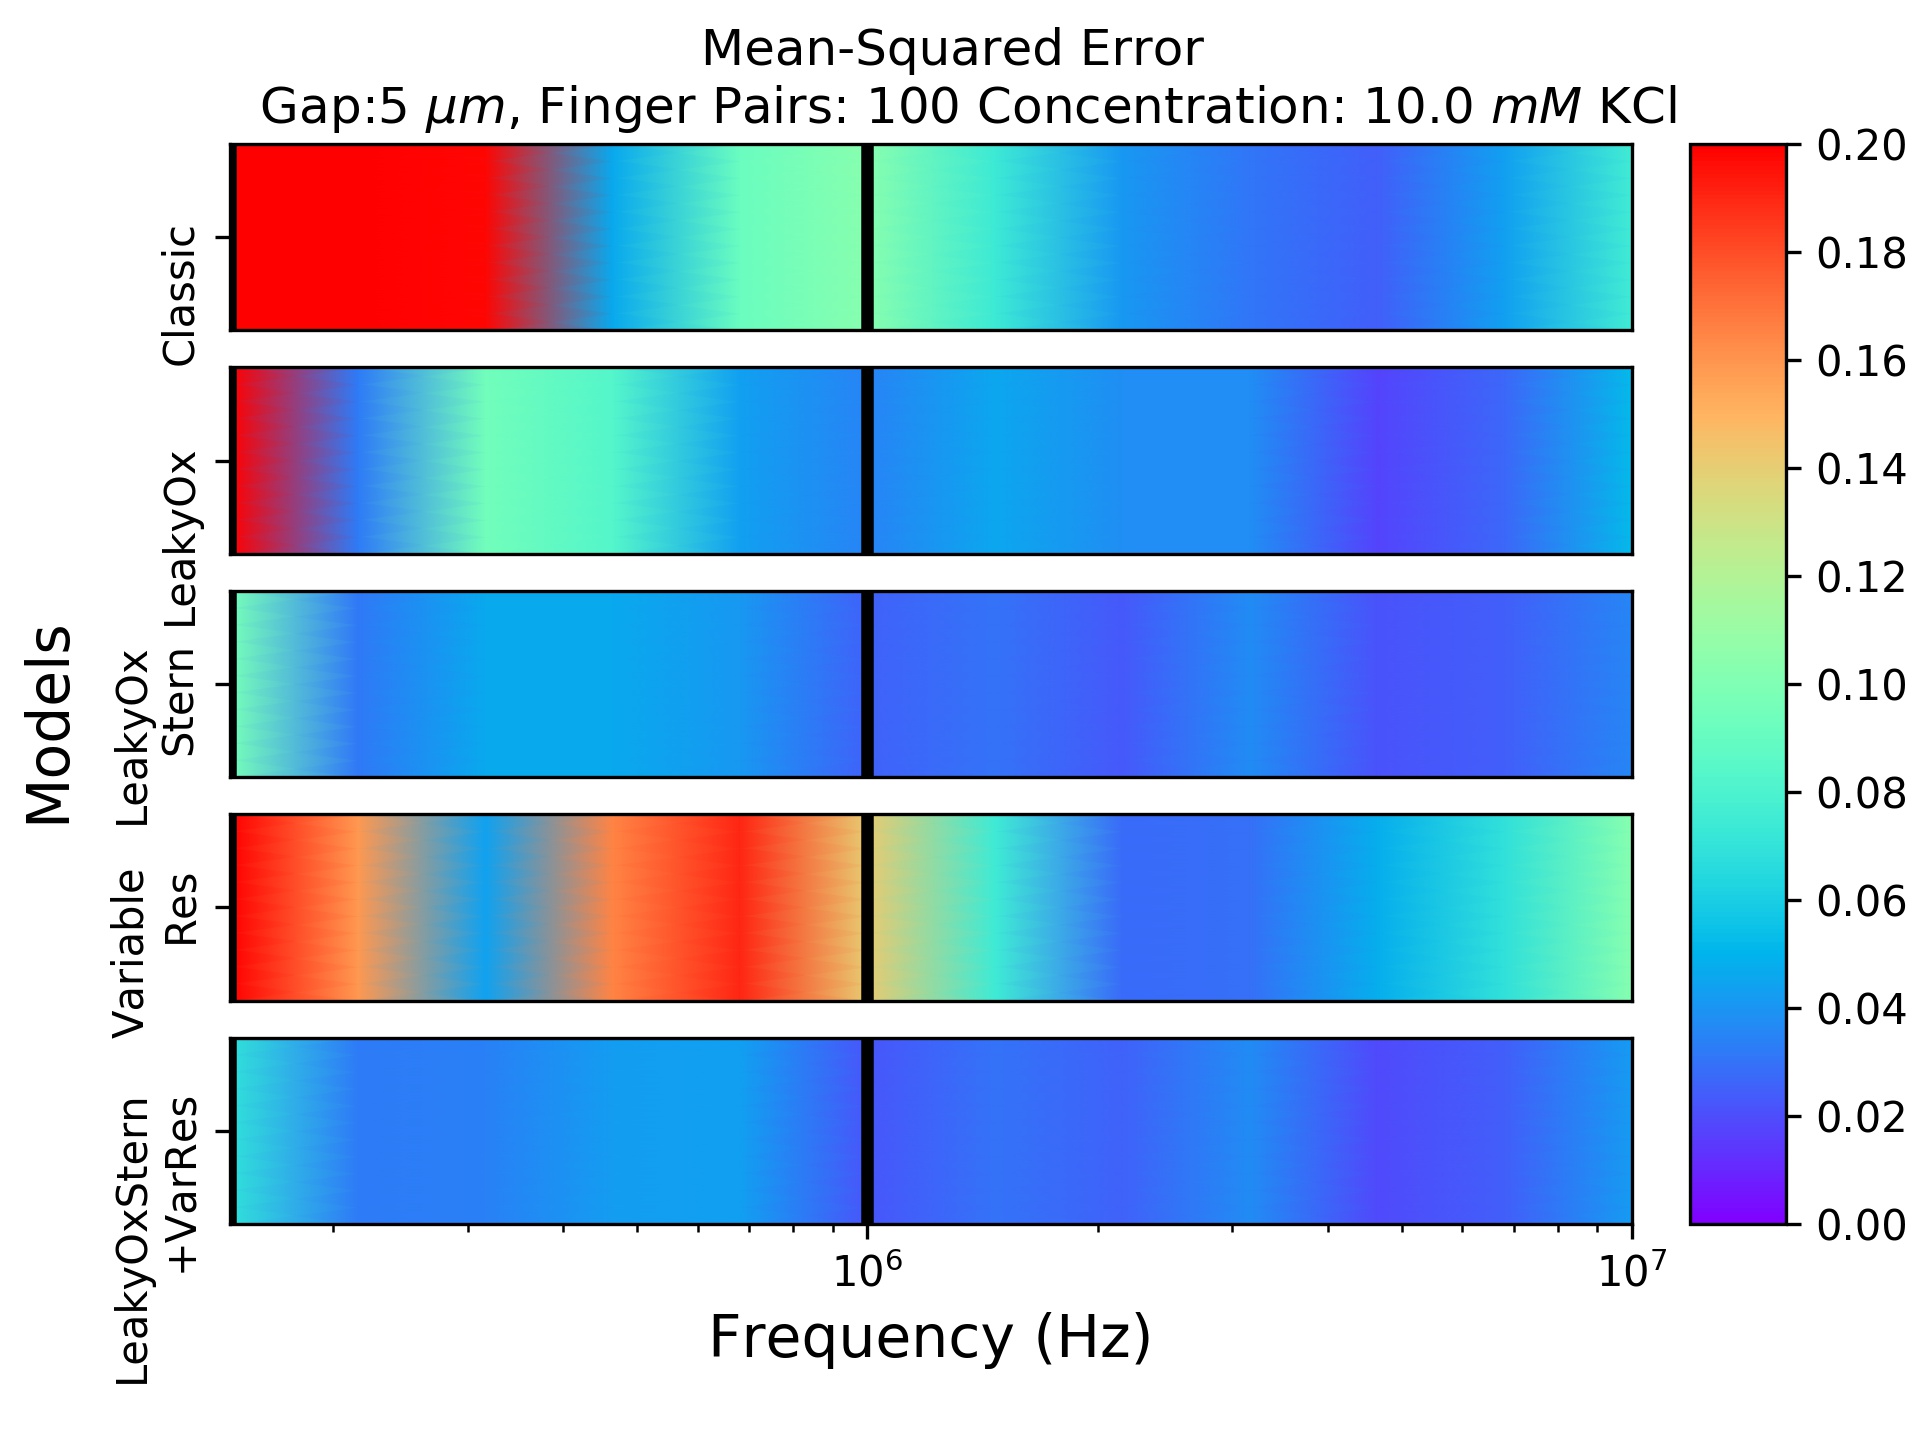 Mean-Squared Error
Gap:5 μm, Finger Pairs: 100 Concentration: 10.0 mM KCl
Models
Classic
LeakyOx
LeakyOx
Stern
Variable
Res
LeakyOxStern
+VarRes
10⁶
10⁷
Frequency (Hz)
0.20
0.18
0.16
0.14
0.12
0.10
0.08
0.06
0.04
0.02
0.00